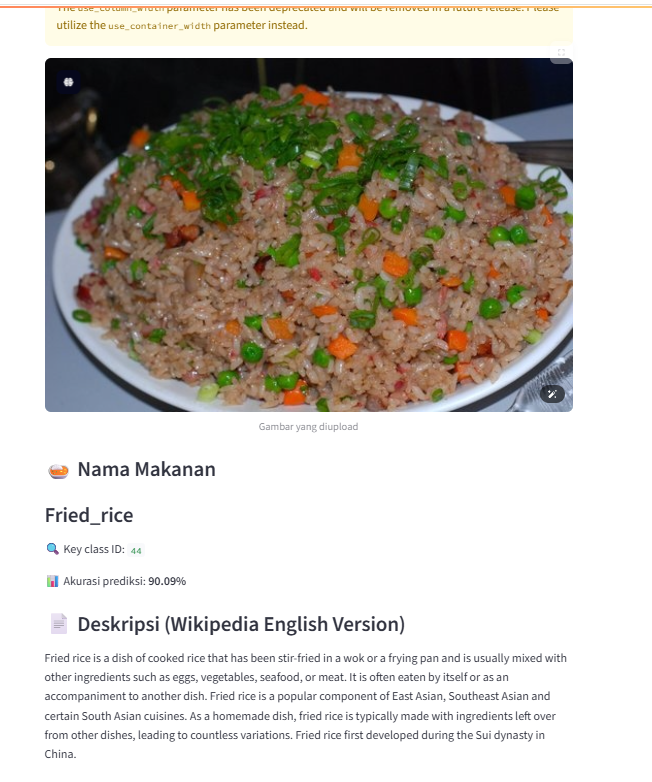 The use_column_width parameter has been deprecated and will be removed in a future release. Please
utilize the use_container_width parameter instead.
Gambar yang diupload
Nama Makanan
Fried_rice
Key class ID: 44
Akurasi prediksi: 90.09%
Deskripsi (Wikipedia English Version)
Fried rice is a dish of cooked rice that has been stir-fried in a wok or a frying pan and is usually mixed with
other ingredients such as eggs, vegetables, seafood, or meat. It is often eaten by itself or as an
accompaniment to another dish. Fried rice is a popular component of East Asian, Southeast Asian and
certain South Asian cuisines. As a homemade dish, fried rice is typically made with ingredients left over
from other dishes, leading to countless variations. Fried rice first developed during the Sui dynasty in
China.